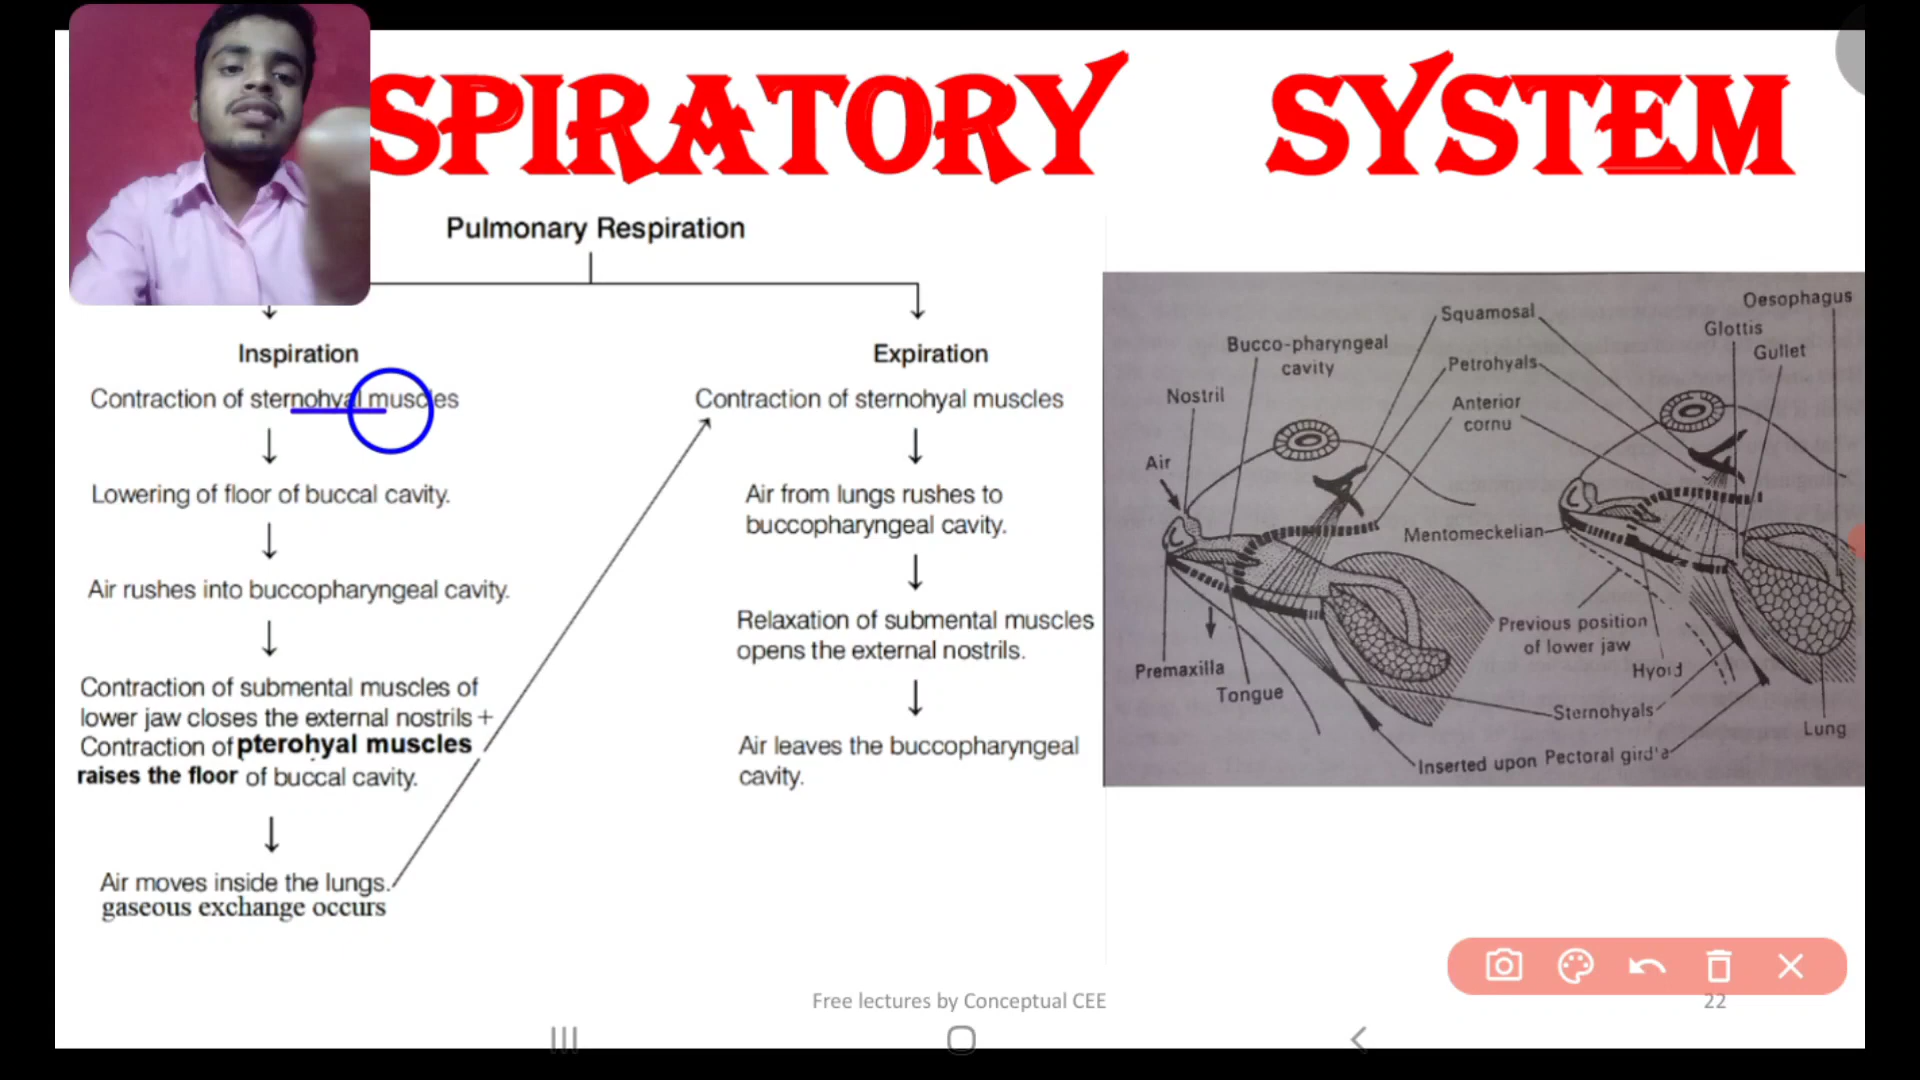 SPIRATORY SYSTEM
Pulmonary Respiration
Inspiration
Contraction of sternohyal muscles
Lowering of floor of buccal cavity.
Air rushes into buccopharyngeal cavity.
Contraction of submental muscles of
lower jaw closes the external nostrils +
Contraction of pterohyal muscles
raises the floor of buccal cavity.
Air moves inside the lungs.
gaseous exchange occurs
Expiration
Contraction of sternohyal muscles
Air from lungs rushes to
buccopharyngeal cavity.
Relaxation of submental muscles
opens the external nostrils.
Air leaves the buccopharyngeal
cavity.
Oesophagus
Squamosal
Glottis
Bucco-pharyngeal
cavity
Gullet
Petrohyals
Nostril
Anterior
cornu
Air
Mentomeckelian
Previous position
of lower jaw
Premaxilla
Hyoid
Tongue
Sternohyals
Lung
Inserted upon Pectoral gird'a
Free lectures by Conceptual CEE
22